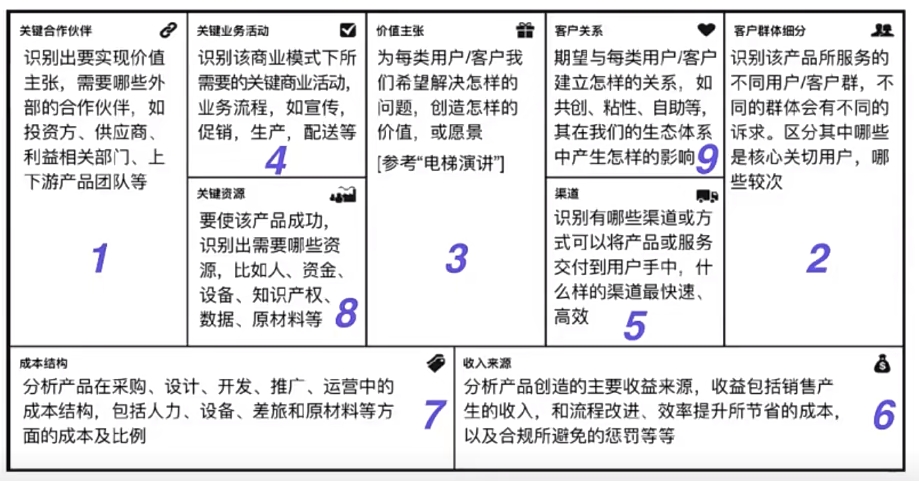 关键合作伙伴
识别出要实现价值
主张，需要哪些外
部的合作伙伴，如
投资方、供应商、
利益相关部门、上
下游产品团队等
1
关键业务活动
识别该商业模式下所
需要的关键商业活动，
业务流程，如宣传，
促销，生产，配送等
4
关键资源
要使该产品成功，
识别出需要哪些资
源，比如人、资金、
设备、知识产权、
数据、原材料等
8
价值主张
为每类用户/客户我
们希望解决怎样的
问题，创造怎样的
价值，或愿景
[参考“电梯演讲”]
3
客户关系
期望与每类用户/客户
建立怎样的关系，如
共创、粘性、自助等，
其在我们的生态体系
中产生怎样的影响
9
渠道
识别有哪些渠道或方
式可以将产品或服务
交付到用户手中，什
么样的渠道最快速、
高效
5
客户群体细分
识别该产品所服务的
不同用户/客户群，不
同的群体会有不同的
诉求。区分其中哪些
是核心关切用户，哪
些较次
2
成本结构
分析产品在采购、设计、开发、推广、运营中的
成本结构，包括人力、设备、差旅和原材料等方
面的成本及比例
7
收入来源
分析产品创造的主要收益来源，收益包括销售产
生的收入，和流程改进、效率提升所节省的成本，
以及合规所避免的惩罚等等
6